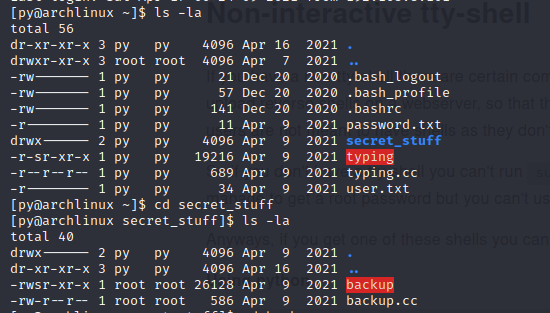 Non-interactive tty-shell
[py@archlinux ~]$ ls -la
total 56
dr-xr-xr-x 3 py   py    4096 Apr 16  2021 .
drwxr-xr-x 3 root root  4096 Apr  7  2021 ..
-rw------- 1 py   py      21 Dec 20  2020 .bash_logout
-rw------- 1 py   py      57 Dec 20  2020 .bash_profile
-rw------- 1 py   py     141 Dec 20  2020 .bashrc
-r-------- 1 py   py      11 Apr  9  2021 password.txt
drwx------ 2 py   py    4096 Apr  9  2021 secret_stuff
-r-sr-xr-x 1 py   py   19216 Apr  9  2021 typing
-r--r--r-- 1 py   py     689 Apr  9  2021 typing.cc
-r-------- 1 py   py      34 Apr  9  2021 user.txt
[py@archlinux ~]$ cd secret_stuff
[py@archlinux secret_stuff]$ ls -la
total 40
drwx------ 2 py   py    4096 Apr  9  2021 .
dr-xr-xr-x 3 py   py    4096 Apr 16  2021 ..
-rwsr-xr-x 1 root root 26128 Apr  9  2021 backup
-rw-r--r-- 1 root root   586 Apr  9  2021 backup.cc